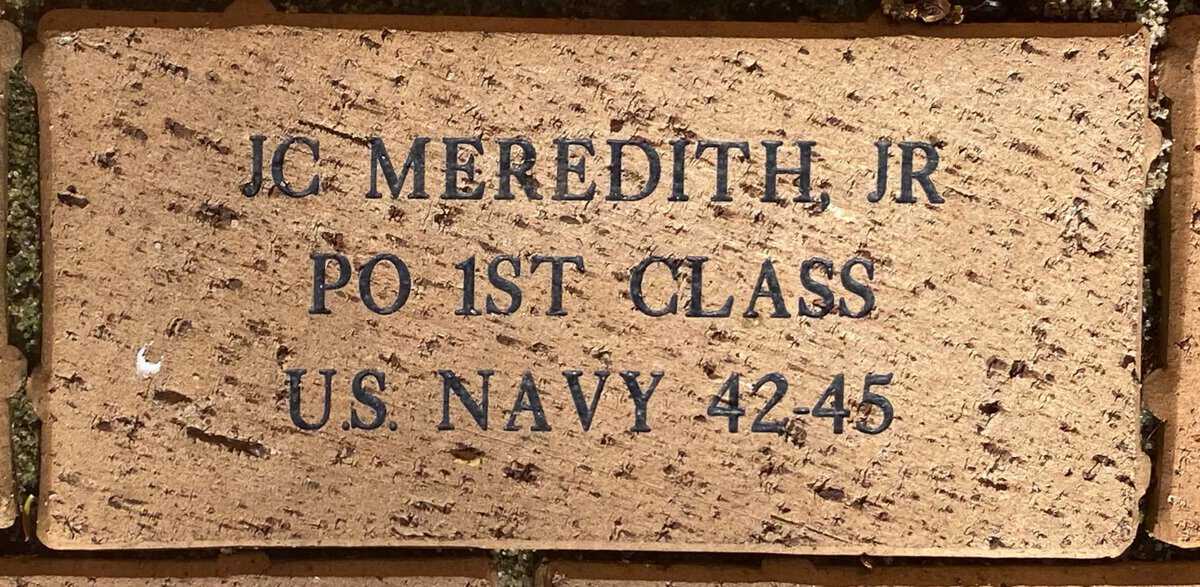 JC MEREDITH, JR
PO 1ST CLASS
U.S. NAVY 42-45